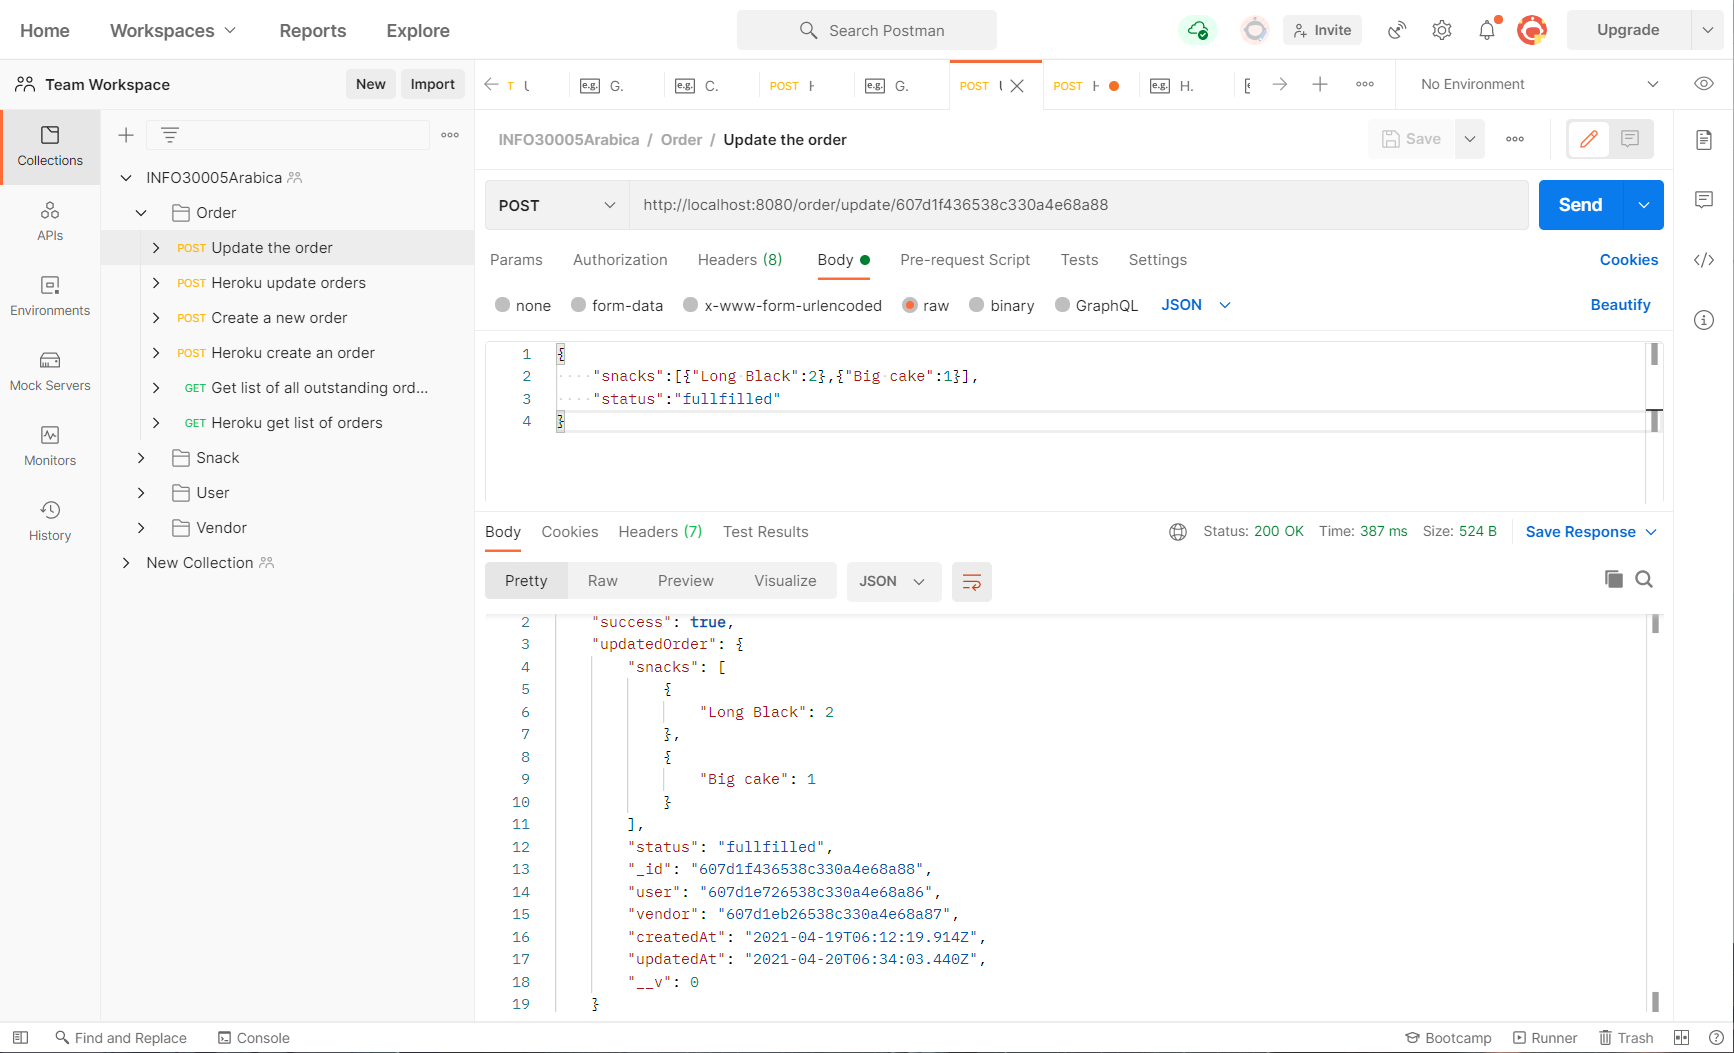 Home Workspaces Reports Explore Search Postman Invite Upgrade
Team Workspace New Import
T e.g. G. e.g. C. POST e.g. G. POST POST e.g. H. No Environment
Collections
APIs
Environments
Mock Servers
Monitors
History
INFO30005Arabica
Order
POST Update the order
POST Heroku update orders
POST Create a new order
POST Heroku create an order
GET Get list of all outstanding ord...
GET Heroku get list of orders
Snack
User
Vendor
New Collection
INFO30005Arabica / Order / Update the order Save
POST http://localhost:8080/order/update/607d1f436538c330a4e68a88 Send
Params Authorization Headers (8) Body Pre-request Script Tests Settings Cookies
none form-data x-www-form-urlencoded raw binary GraphQL JSON Beautify
1 {
2 "snacks":[{"Long Black":2},{"Big cake":1}],
3 "status":"fullfilled"
4 }
Body Cookies Headers (7) Test Results Status: 200 OK Time: 387 ms Size: 524 B Save Response
Pretty Raw Preview Visualize JSON
2 "success": true,
3 "updatedOrder": {
4 "snacks": [
5 {
6 "Long Black": 2
7 },
8 {
9 "Big cake": 1
10 }
11 ],
12 "status": "fullfilled",
13 "_id": "607d1f436538c330a4e68a88",
14 "user": "607d1e726538c330a4e68a86",
15 "vendor": "607d1eb26538c330a4e68a87",
16 "createdAt": "2021-04-19T06:12:19.914Z",
17 "updatedAt": "2021-04-20T06:34:03.440Z",
18 "__v": 0
19 }
Find and Replace Console Bootcamp Runner Trash